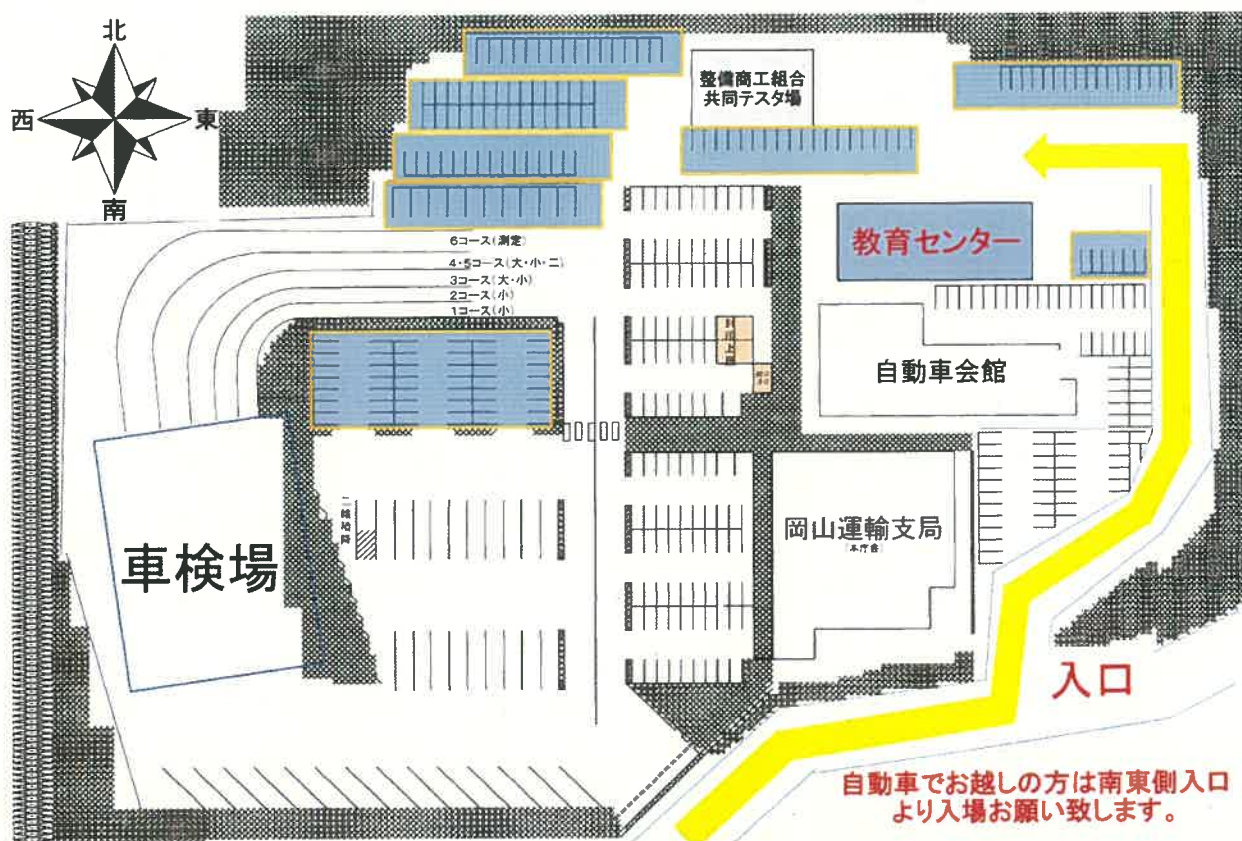 北
西
東
南
整備商工組合
共同テスタ場
教育センター
6コース(測定)
4・5コース(大・小・二)
3コース(大・小)
2コース(小)
1コース(小)
自動車会館
岡山運輸支局
車検場
入口
自動車でお越しの方は南東側入口
より入場お願い致します。